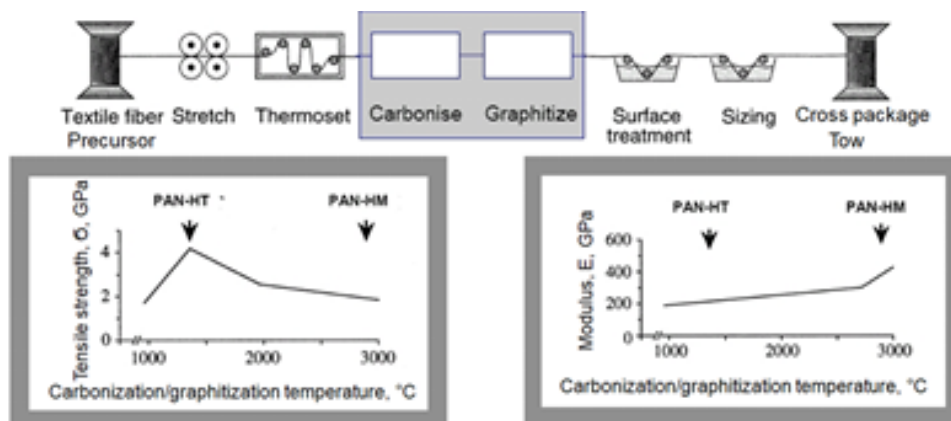 Textile fiber
Precursor
Stretch
Thermoset
Carbonise
Graphitize
Surface
treatment
Sizing
Cross package
Tow
PAN-HT
PAN-HM
Tensile strength, σ, GPa
4
2
0
1000
2000
3000
Carbonization/graphitization temperature, °C
PAN-HT
PAN-HM
Modulus, E, GPa
600
400
200
0
1000
2000
3000
Carbonization/graphitization temperature, °C